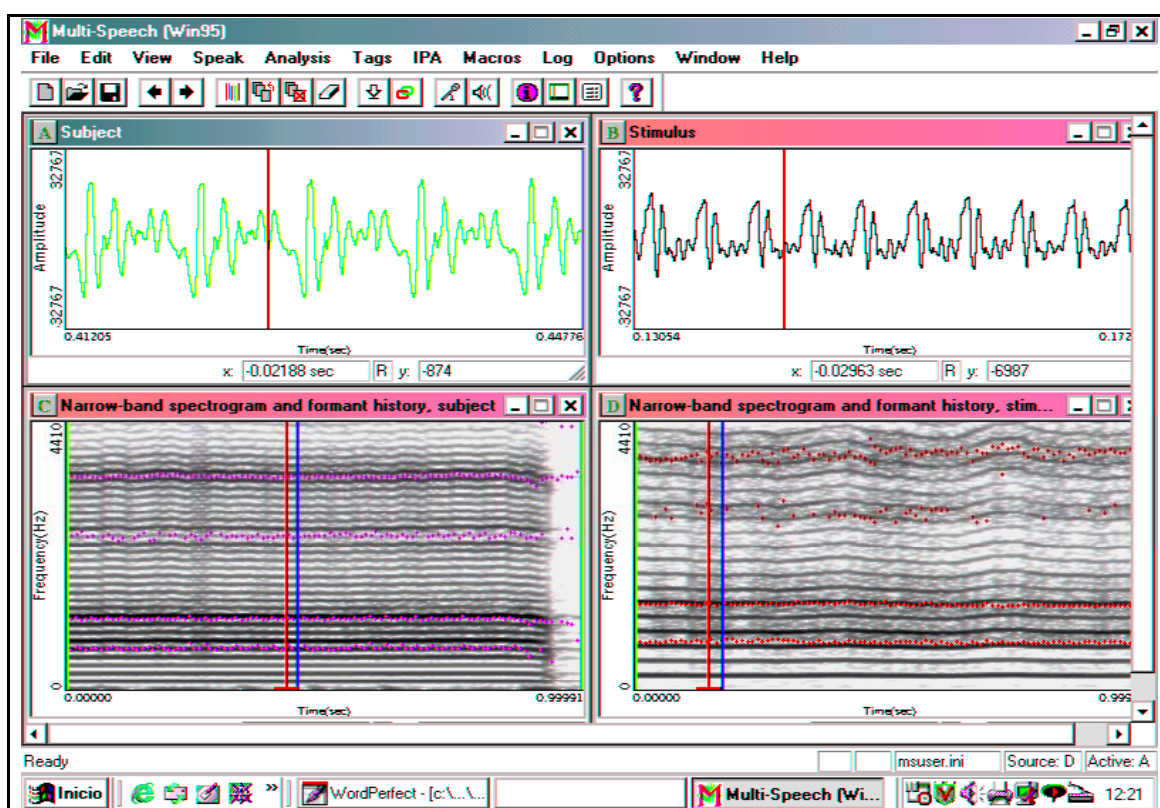 Multi-Speech (Win95)
File Edit View Speak Analysis Tags IPA Macros Log Options Window Help
A Subject
32767
Amplitude
-32767
0.41205 0.44776
Time(sec)
x: -0.02188 sec R y: -874
B Stimulus
32767
Amplitude
-32767
0.13054 0.172
Time(sec)
x: -0.02963 sec R y: -6987
C Narrow-band spectrogram and formant history, subject
4410
Frequency(Hz)
0
0.00000 0.99991
Time(sec)
D Narrow-band spectrogram and formant history, stim...
4410
Frequency(Hz)
0
0.00000 0.999
Time(sec)
Ready msuser.ini Source: D Active: A
Inicio » WordPerfect - [c:\...\... Multi-Speech (Wi... 12:21